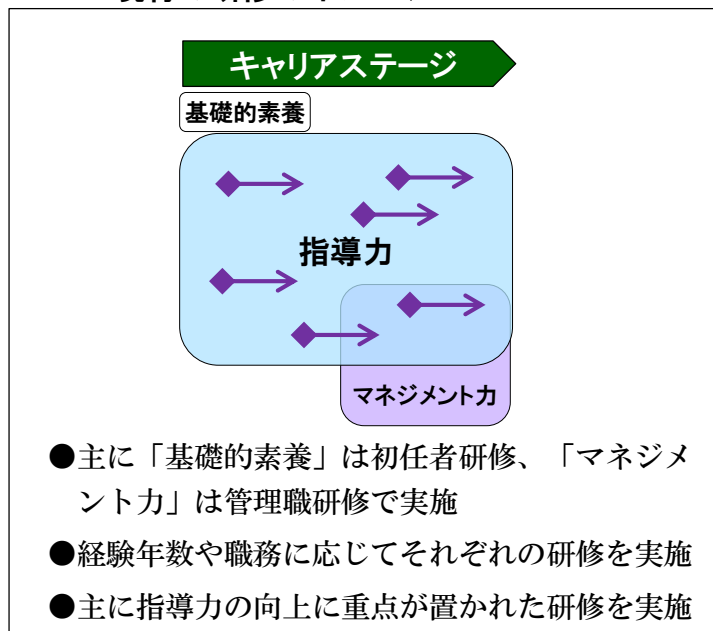 キャリアステージ
基礎的素養
指導力
マネジメント力
●主に「基礎的素養」は初任者研修、「マネジメ
ント力」は管理職研修で実施
●経験年数や職務に応じてそれぞれの研修を実施
●主に指導力の向上に重点が置かれた研修を実施